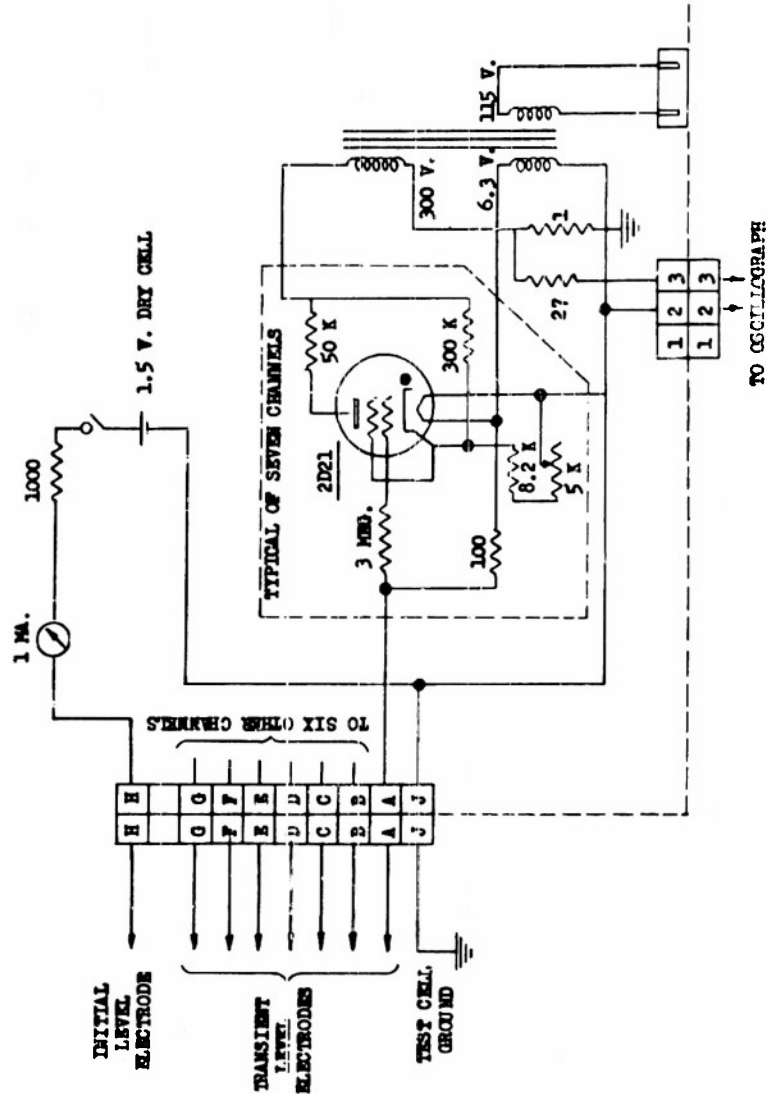 INITIAL
LEVEL
ELECTRODE
TRANSIENT
LEVEL
ELECTRODES
TEST CELL
GROUND
H H
G G
F F
E E
D D
C C
B B
A A
J J
TO SIX OTHER CHANNELS
1 MA.
1000
1.5 V. DRY CELL
TYPICAL OF SEVEN CHANNELS
2D21
3 MEG.
100
50 K
300 K
8.2 K
5 K
300 V.
6.3 V.
115 V.
27
1 2 3
1 2 3
TO OSCILLOGRAPH